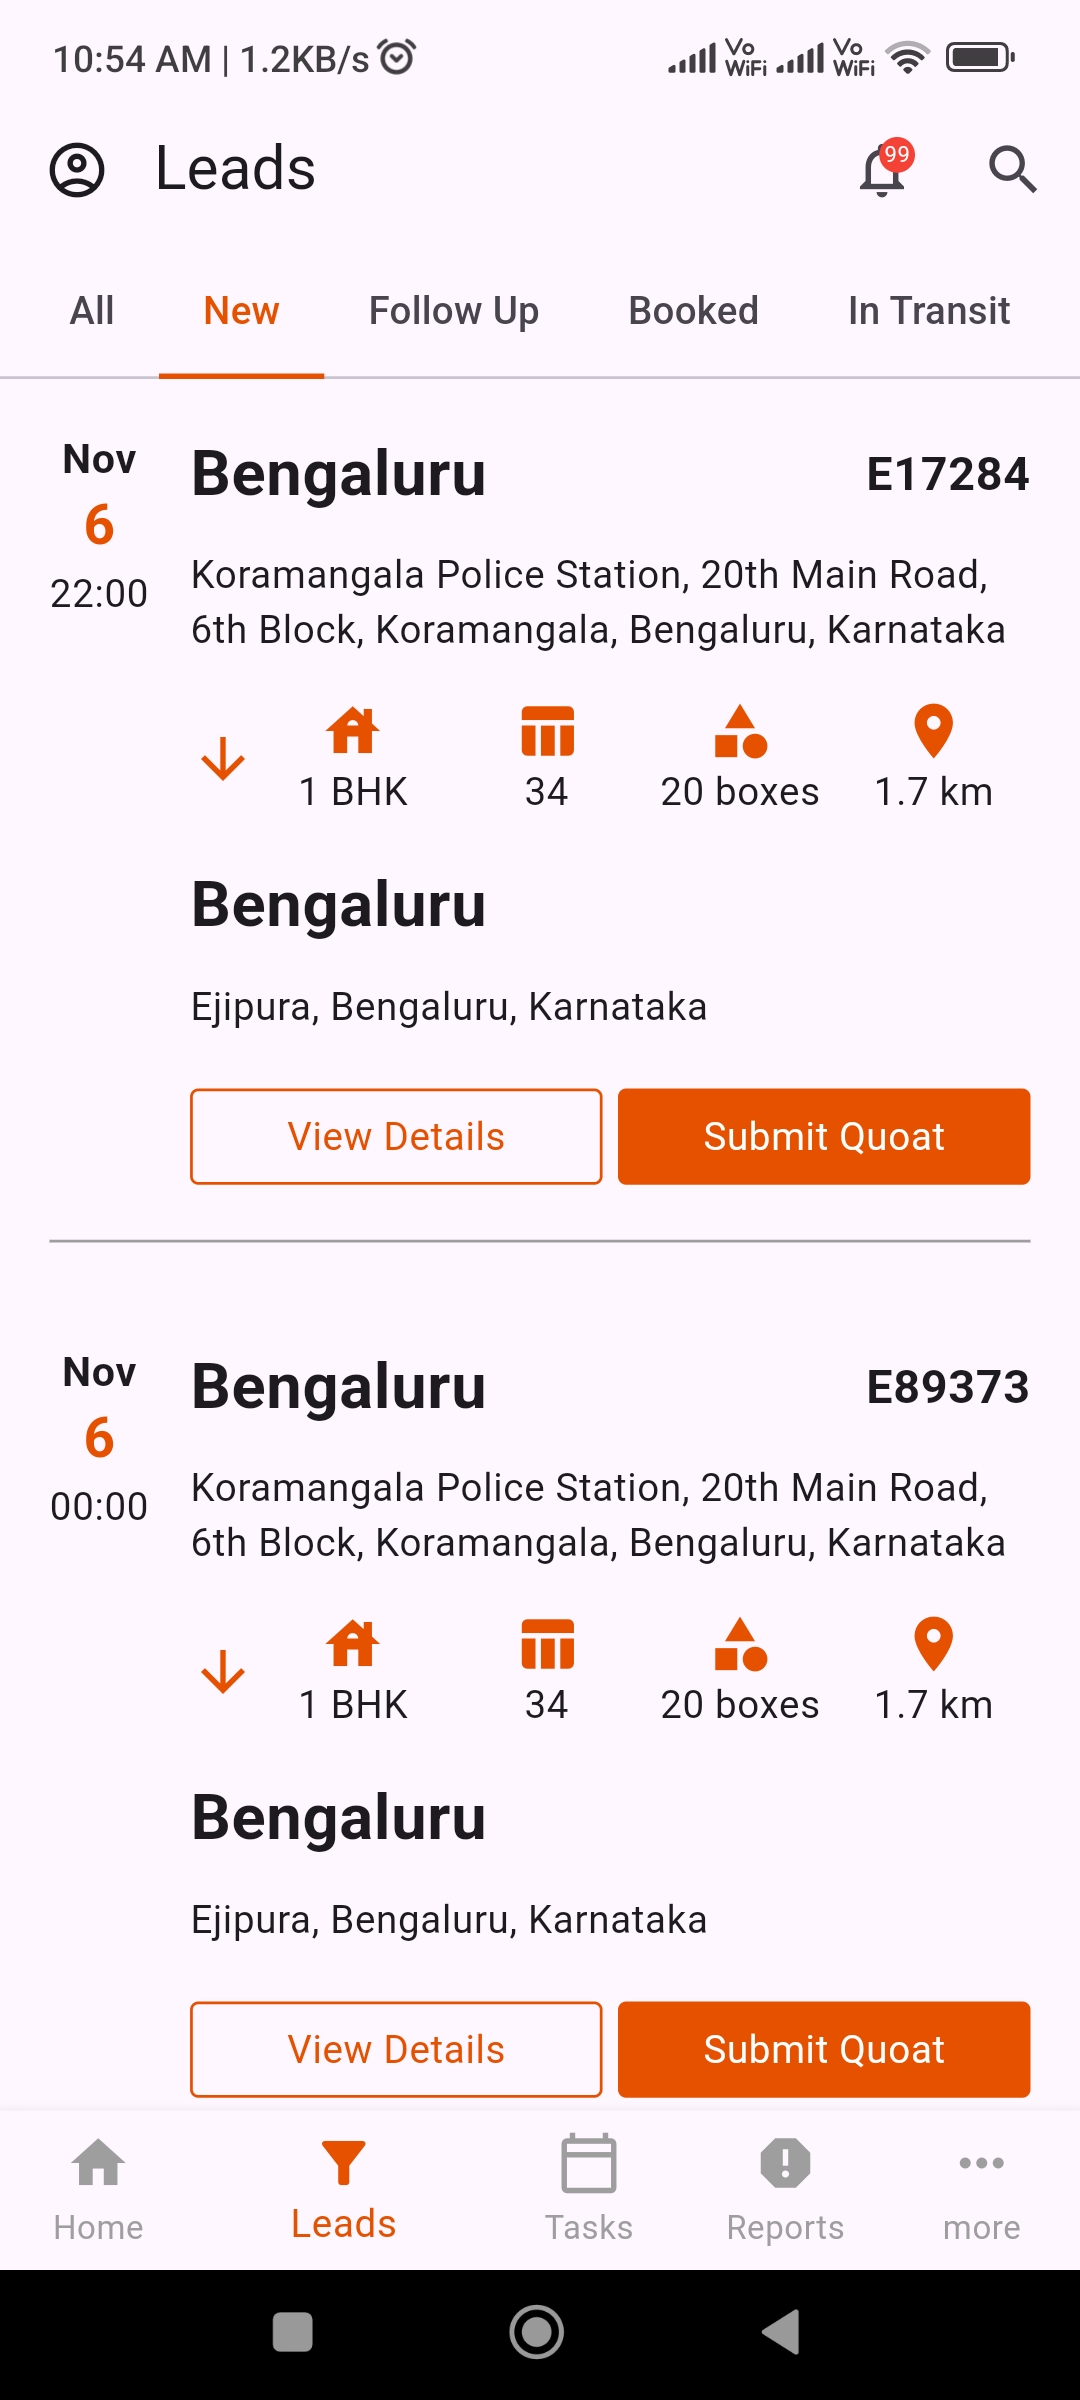 10:54 AM | 1.2KB/s
Vo WiFi Vo WiFi
Leads
99
All New Follow Up Booked In Transit
Nov
6
22:00
Bengaluru
E17284
Koramangala Police Station, 20th Main Road,
6th Block, Koramangala, Bengaluru, Karnataka
1 BHK 34 20 boxes 1.7 km
Bengaluru
Ejipura, Bengaluru, Karnataka
View Details Submit Quoat
Nov
6
00:00
Bengaluru
E89373
Koramangala Police Station, 20th Main Road,
6th Block, Koramangala, Bengaluru, Karnataka
1 BHK 34 20 boxes 1.7 km
Bengaluru
Ejipura, Bengaluru, Karnataka
View Details Submit Quoat
Home Leads Tasks Reports more